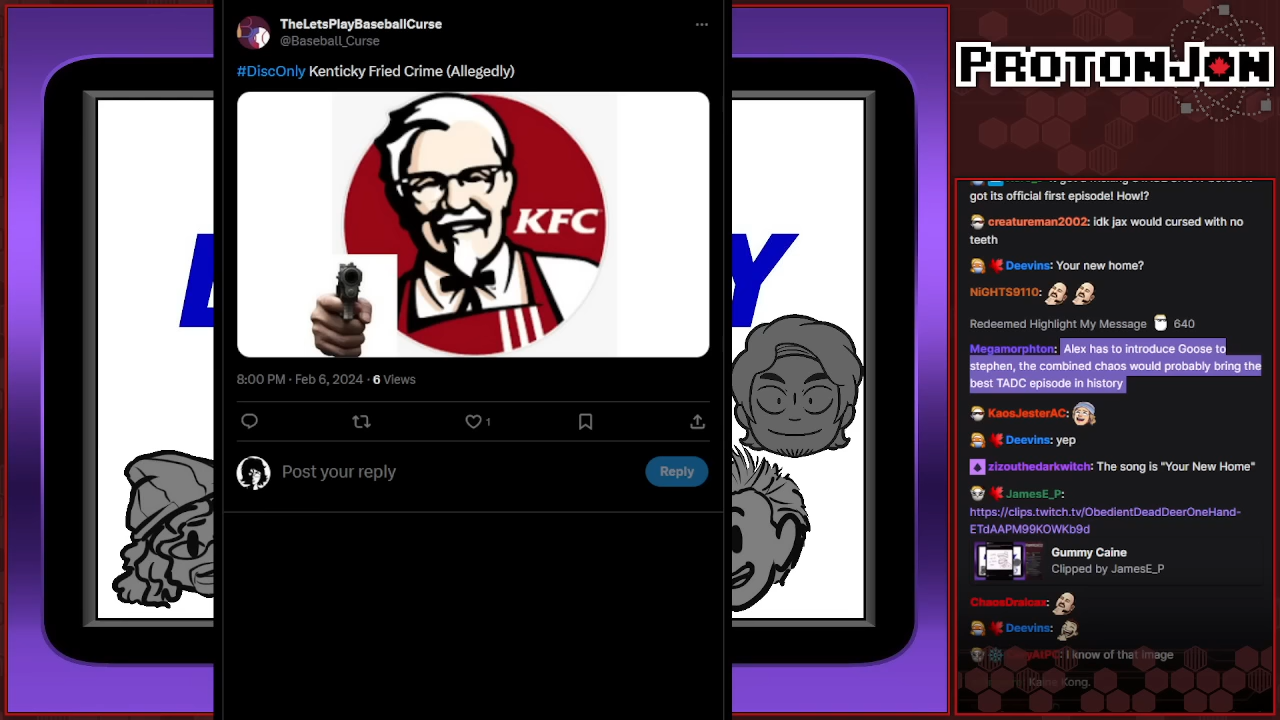 TheLetsPlayBaseballCurse
@Baseball_Curse
#DiscOnly Kenticky Fried Crime (Allegedly)
KFC
8:00 PM · Feb 6, 2024 · 6 Views
1
Post your reply
Reply
Y
PROTONJON
got its official first episode! Howl?
creatureman2002: idk jax would cursed with no
teeth
Deevins: Your new home?
NiGHTS9110:
Redeemed Highlight My Message 640
Megamorphton: Alex has to introduce Goose to
stephen, the combined chaos would probably bring the
best TADC episode in history
KaosJesterAC:
Deevins: yep
zizouthedarkwitch: The song is "Your New Home"
JamesE_P:
https://clips.twitch.tv/ObedientDeadDeerOneHand-
ETdAAPM99KOWKb9d
Gummy Caine
Clipped by JamesE_P
Deevins:
I know of that image
Kaine Kong.